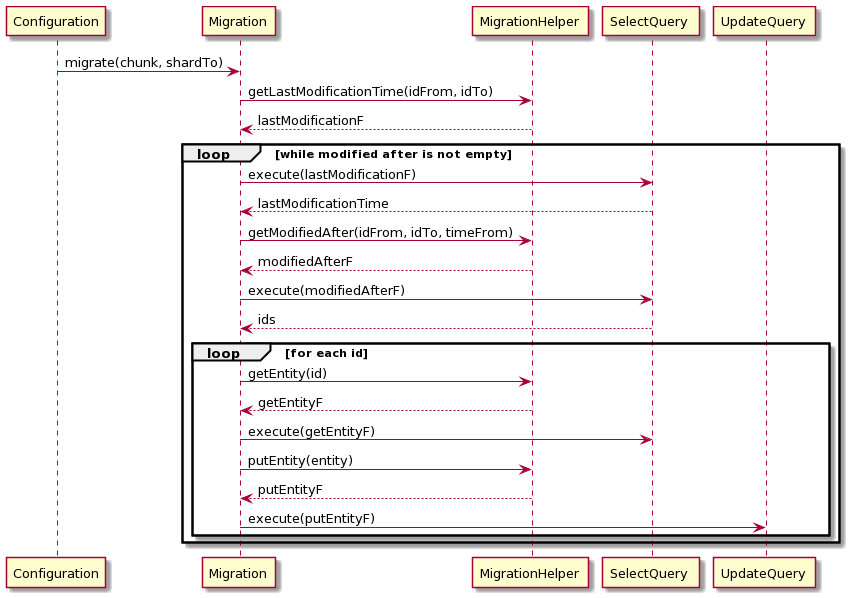 Configuration Migration MigrationHelper SelectQuery UpdateQuery
migrate(chunk, shardTo)
getLastModificationTime(idFrom, idTo)
lastModificationF
loop [while modified after is not empty]
execute(lastModificationF)
lastModificationTime
getModifiedAfter(idFrom, idTo, timeFrom)
modifiedAfterF
execute(modifiedAfterF)
ids
loop [for each id]
getEntity(id)
getEntityF
execute(getEntityF)
putEntity(entity)
putEntityF
execute(putEntityF)
Configuration Migration MigrationHelper SelectQuery UpdateQuery